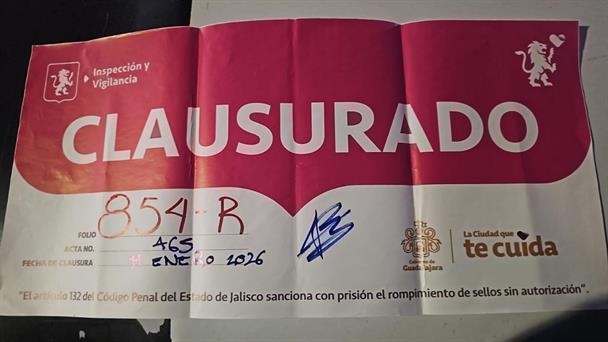 Inspección y
Vigilancia
CLAUSURADO
FOLIO 854-R
ACTA NO. 465
FECHA DE CLAUSURA 11 ENERO 2026
Gobierno de
Guadalajara
La Ciudad que
te cuida
"El artículo 132 del Código Penal del Estado de Jalisco sanciona con prisión el rompimiento de sellos sin autorización".